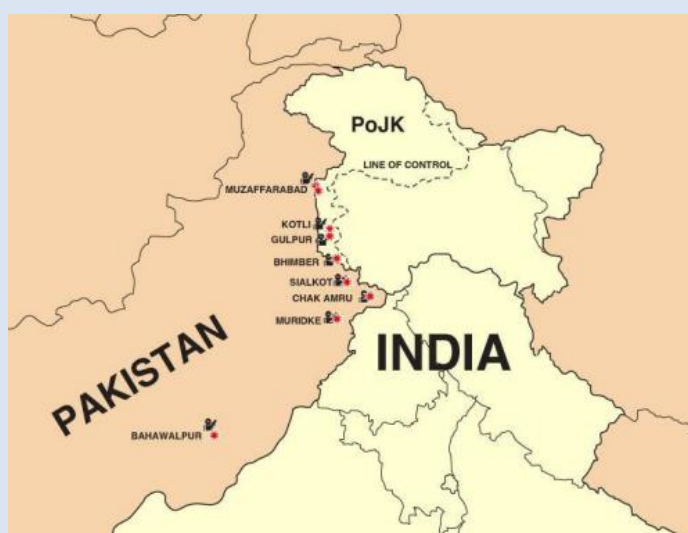 PoJK
LINE OF CONTROL
MUZAFFARABAD
KOTLI
GULPUR
BHIMBER
SIALKOT
CHAK AMRU
MURIDKE
INDIA
PAKISTAN
BAHAWALPUR